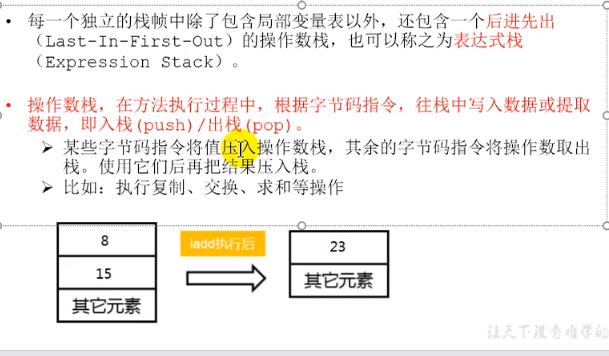 • 每一个独立的栈帧中除了包含局部变量表以外，还包含一个后进先出
（Last-In-First-Out）的操作数栈，也可以称之为表达式栈
（Expression Stack）。
• 操作数栈，在方法执行过程中，根据字节码指令，往栈中写入数据或提取
数据，即入栈(push)/出栈(pop)。
➢ 某些字节码指令将值压入操作数栈，其余的字节码指令将操作数取出
栈。使用它们后再把结果压入栈。
➢ 比如：执行复制、交换、求和等操作
8
15
其它元素
iadd执行后
23
其它元素
让天下没有难学的